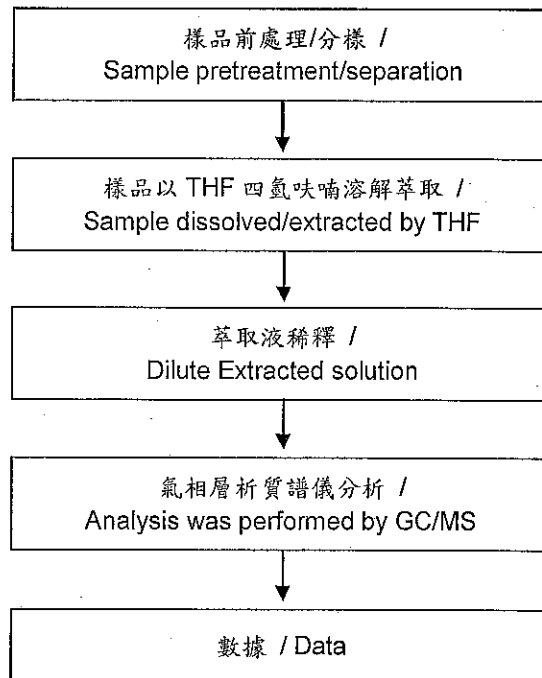 樣品前處理/分樣 /
Sample pretreatment/separation
樣品以 THF 四氫呋喃溶解萃取 /
Sample dissolved/extracted by THF
萃取液稀釋 /
Dilute Extracted solution
氣相層析質譜儀分析 /
Analysis was performed by GC/MS
數據 / Data